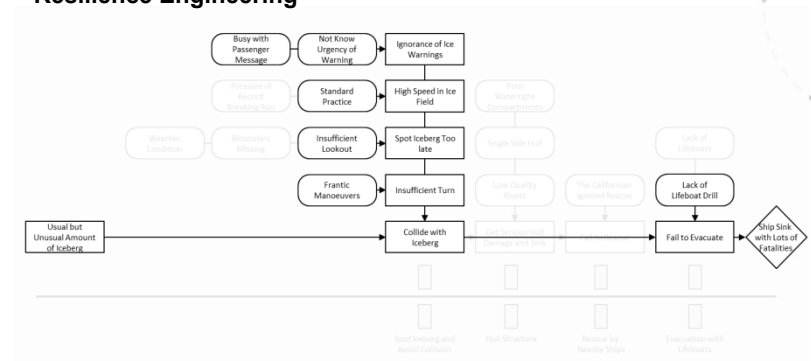 Resilience Engineering
Busy with
Passenger
Message
Not Know
Urgency of
Warning
Ignorance of Ice
Warnings
Pressure of
Record
Breaking Run
Standard
Practice
High Speed in Ice
Field
Poor
Watertight
Compartments
Weather
Condition
Binoculars
Missing
Insufficient
Lookout
Spot Iceberg Too
late
Single Side Hull
Lack of
Lifeboats
Frantic
Manoeuvers
Insufficient Turn
Low Quality
Rivets
The Californian
Ignored Rescue
Lack of
Lifeboat Drill
Usual but
Unusual Amount
of Iceberg
Collide with
Iceberg
Get Serious Hull
Damage and Sink
Fail to Rescue
Fail to Evacuate
Ship Sink
with Lots of
Fatalities
Spot Iceberg and
Avoid Collision
Hull Structure
Rescue by
Nearby Ships
Evacuation with
Lifeboats